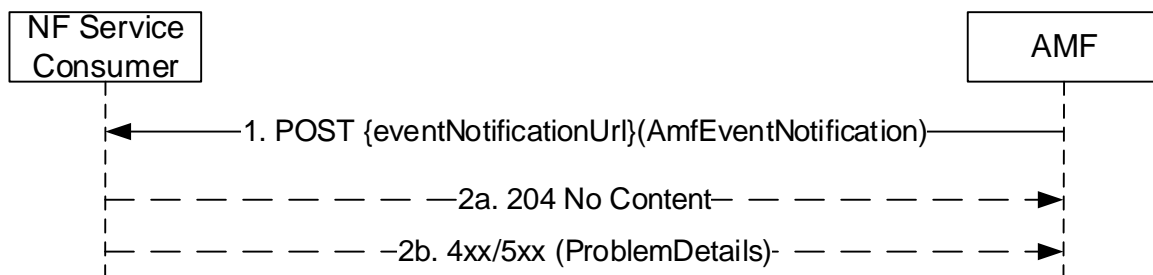 NF Service
Consumer
AMF
1. POST {eventNotificationUrl}(AmfEventNotification)
2a. 204 No Content
2b. 4xx/5xx (ProblemDetails)